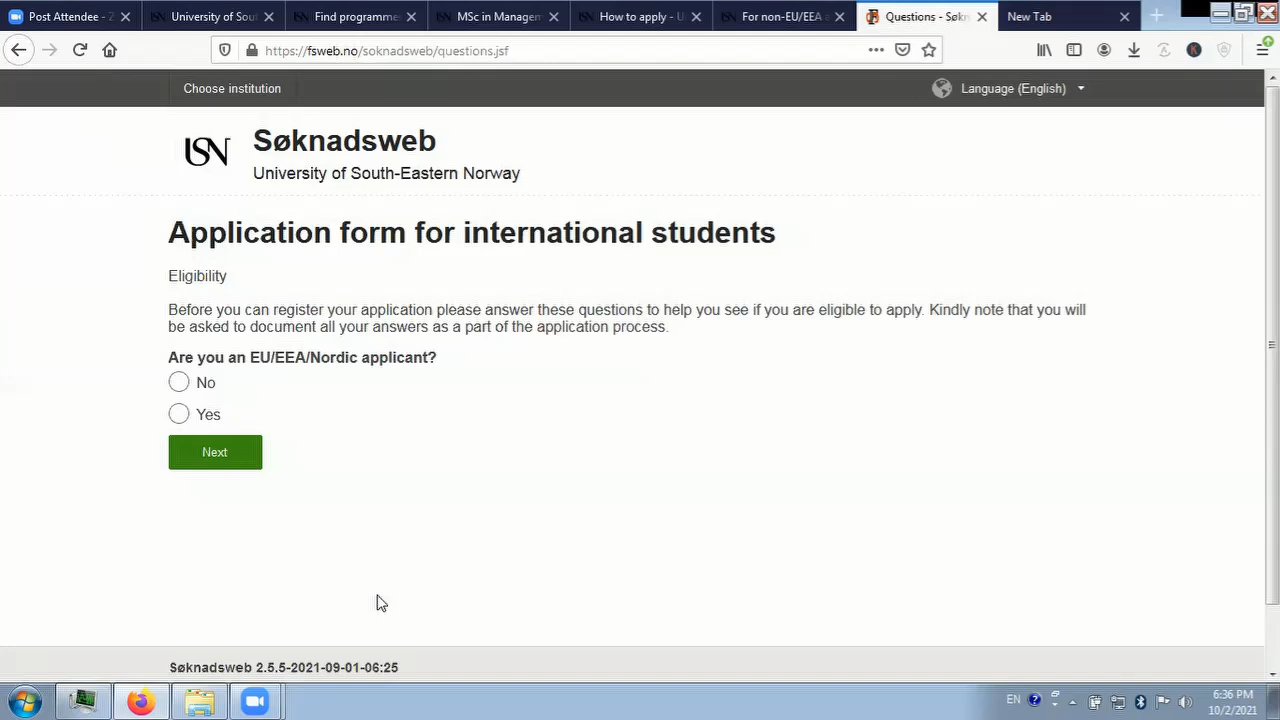 Post Attendee - Z
University of Sout
Find programme
MSc in Managem
How to apply - U
For non-EU/EEA a
Questions - Søkn
New Tab
https://fsweb.no/soknadsweb/questions.jsf
Choose institution
Language (English)
USN
Søknadsweb
University of South-Eastern Norway
Application form for international students
Eligibility
Before you can register your application please answer these questions to help you see if you are eligible to apply. Kindly note that you will
be asked to document all your answers as a part of the application process.
Are you an EU/EEA/Nordic applicant?
No
Yes
Next
Søknadsweb 2.5.5-2021-09-01-06:25
EN
6:36 PM
10/2/2021